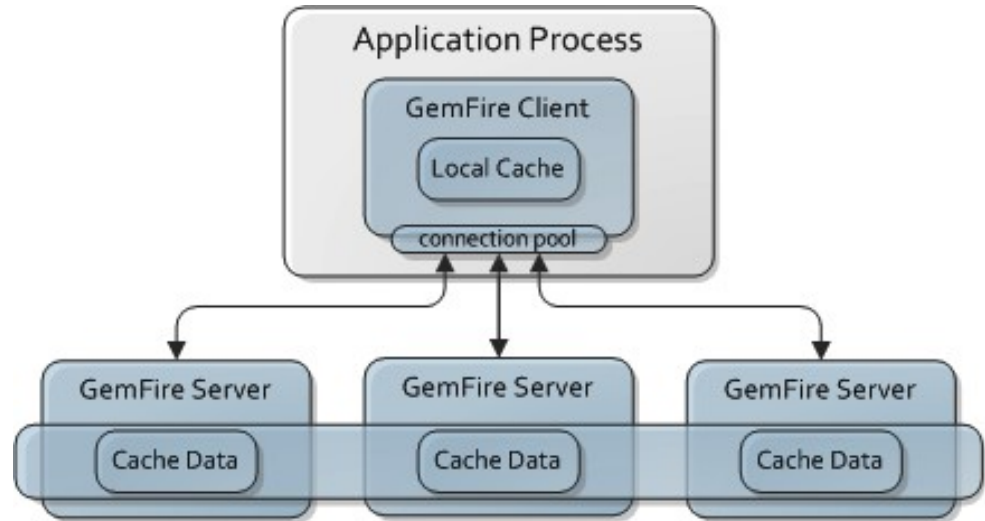 Application Process
GemFire Client
Local Cache
connection pool
GemFire Server
Cache Data
GemFire Server
Cache Data
GemFire Server
Cache Data